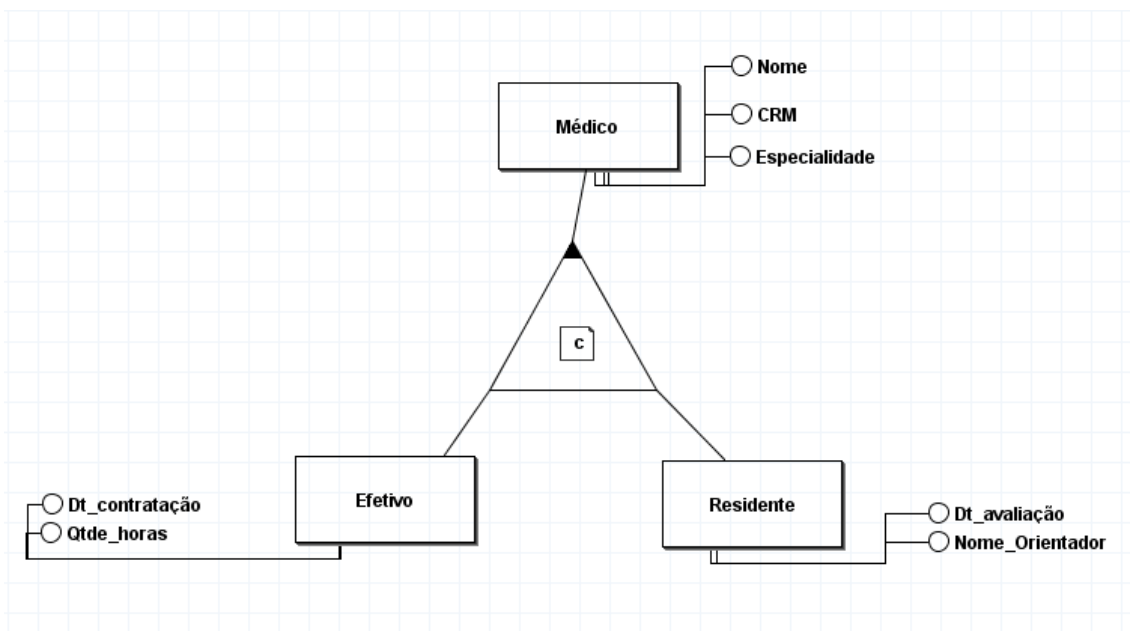 Nome
Médico
CRM
Especialidade
c
Efetivo
Residente
Dt_contratação
Qtde_horas
Dt_avaliação
Nome_Orientador